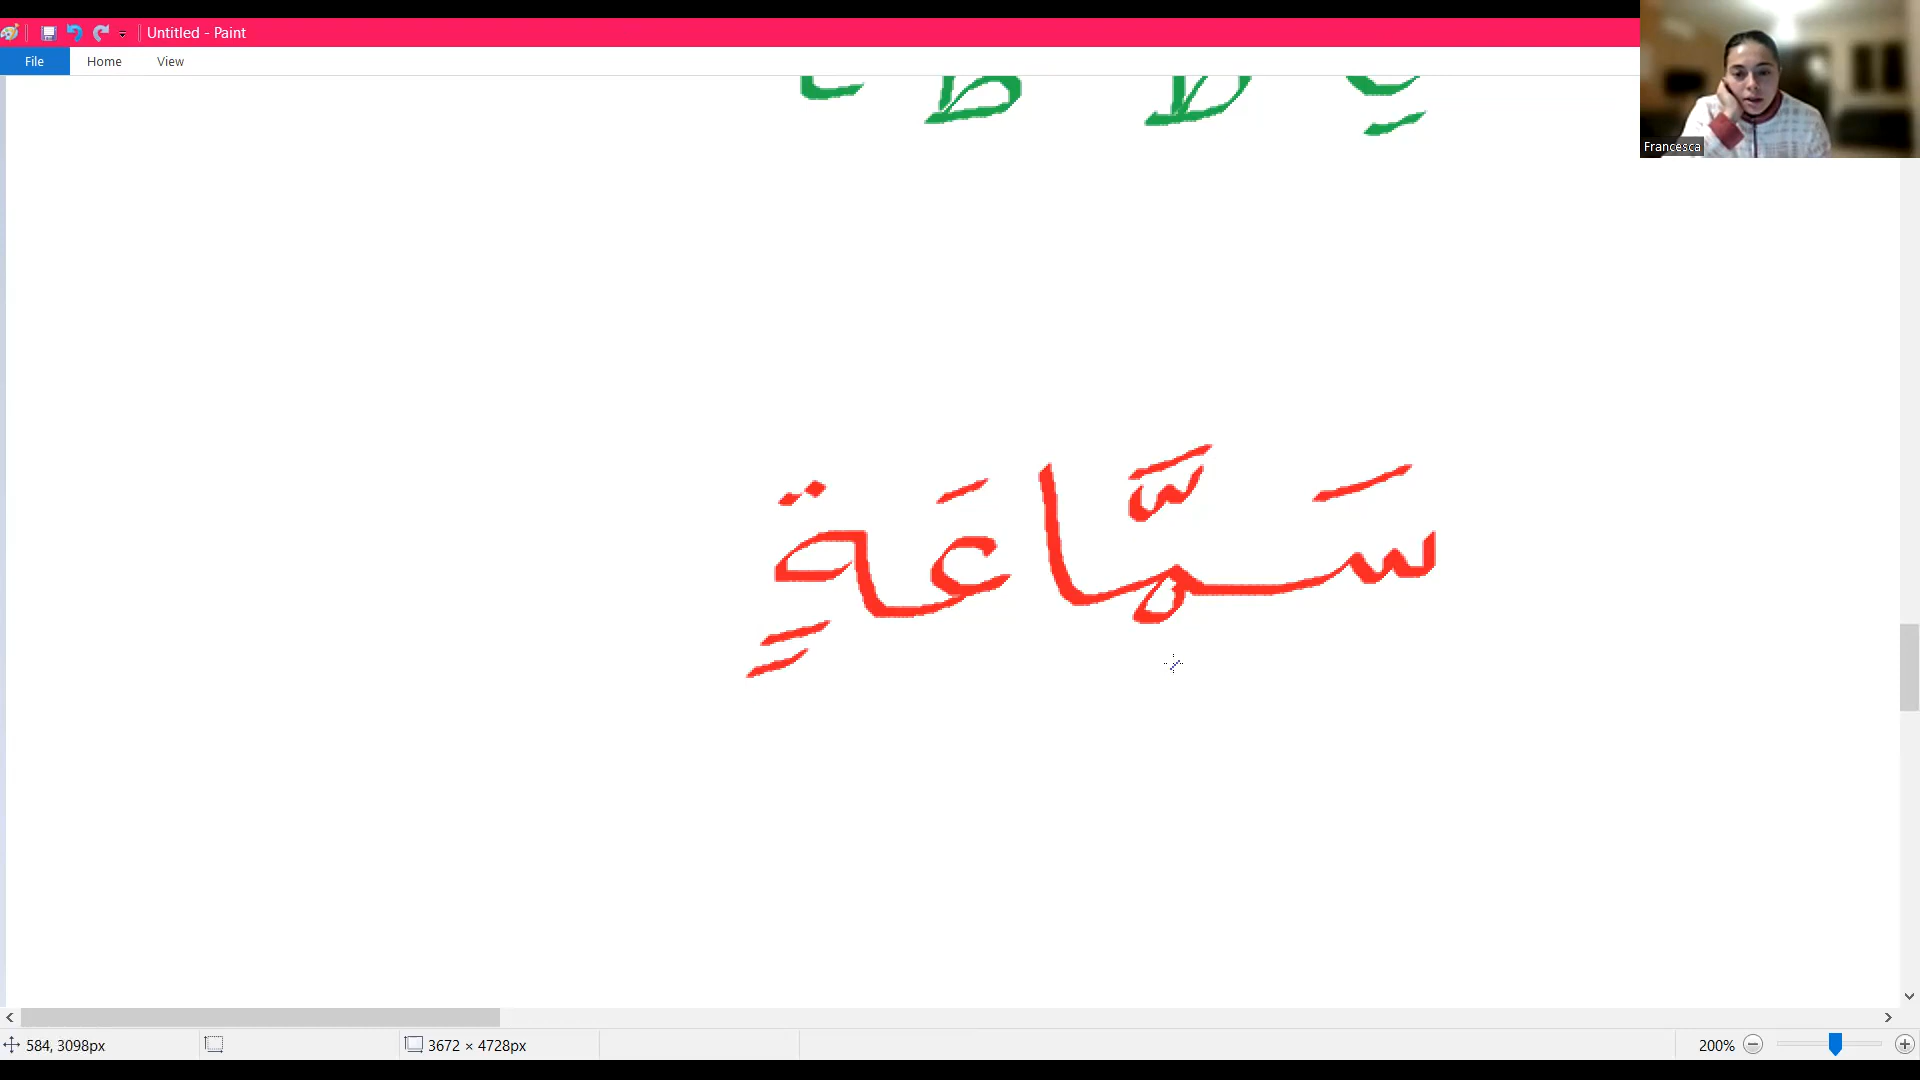 Untitled - Paint
File Home View
Francesca
سَمَّاعَةٍ
584, 3098px
3672 × 4728px
200%